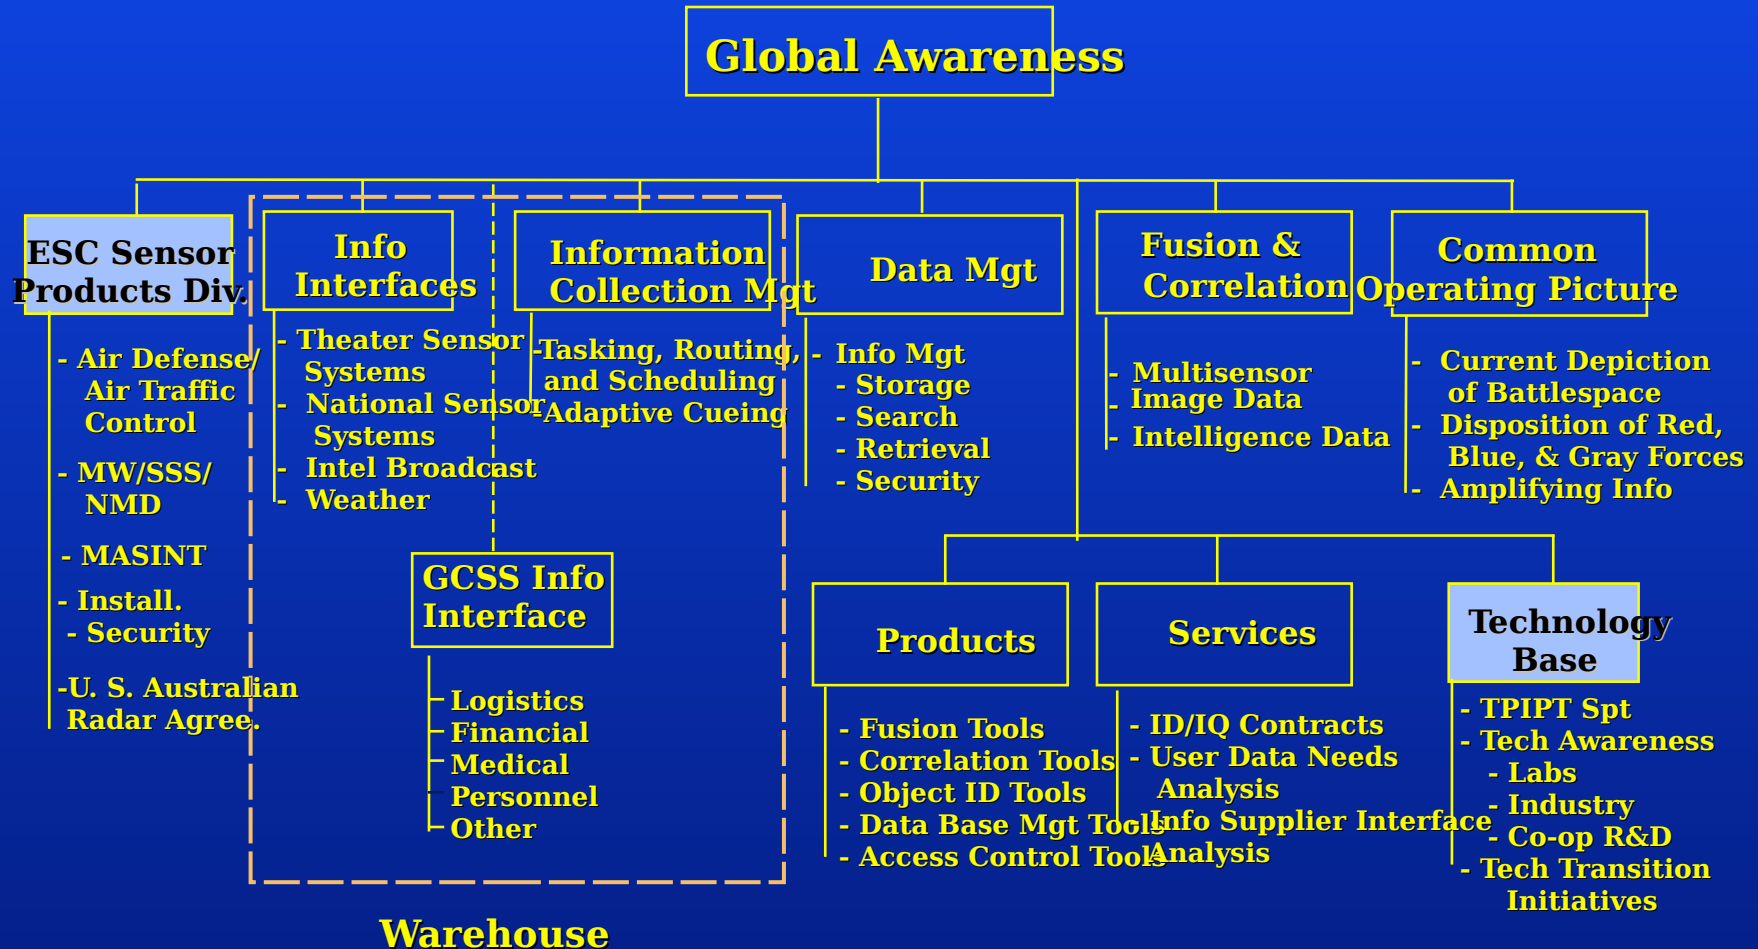 Global Awareness
ESC Sensor
Products Div.
- Air Defense/
Air Traffic
Control
- MW/SSS/
NMD
- MASINT
- Install.
- Security
-U. S. Australian
Radar Agree.
Info
Interfaces
- Theater Sensor
Systems
- National Sensor
Systems
- Intel Broadcast
- Weather
Information
Collection Mgt
-Tasking, Routing,
and Scheduling
-Adaptive Cueing
GCSS Info
Interface
Logistics
Financial
Medical
Personnel
Other
Warehouse
Data Mgt
- Info Mgt
- Storage
- Search
- Retrieval
- Security
Fusion &
Correlation
- Multisensor
- Image Data
- Intelligence Data
Common
Operating Picture
- Current Depiction
of Battlespace
- Disposition of Red,
Blue, & Gray Forces
- Amplifying Info
Products
- Fusion Tools
- Correlation Tools
- Object ID Tools
- Data Base Mgt Tools
- Access Control Tools
Services
- ID/IQ Contracts
- User Data Needs
Analysis
- Info Supplier Interface
Analysis
Technology
Base
- TPIPT Spt
- Tech Awareness
- Labs
- Industry
- Co-op R&D
- Tech Transition
Initiatives